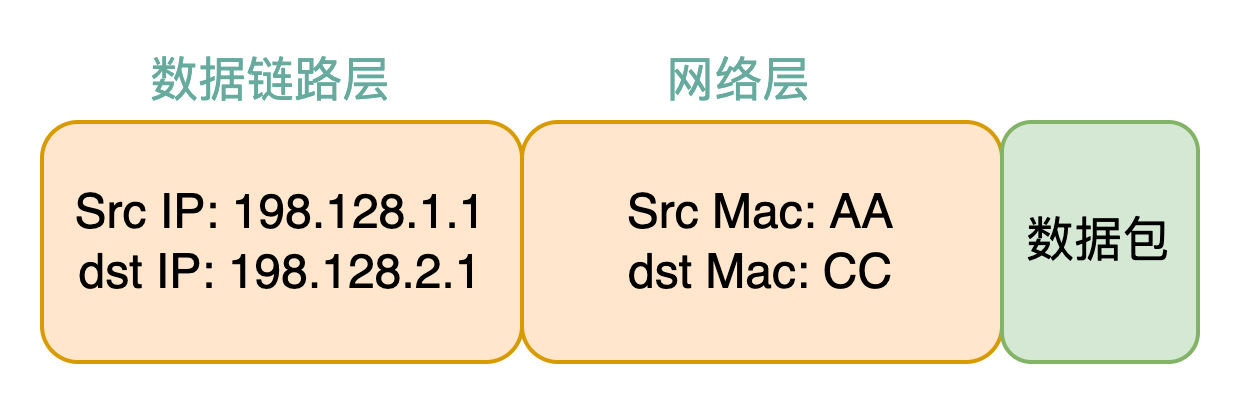 数据链路层
网络层
Src IP: 198.128.1.1
dst IP: 198.128.2.1
Src Mac: AA
dst Mac: CC
数据包